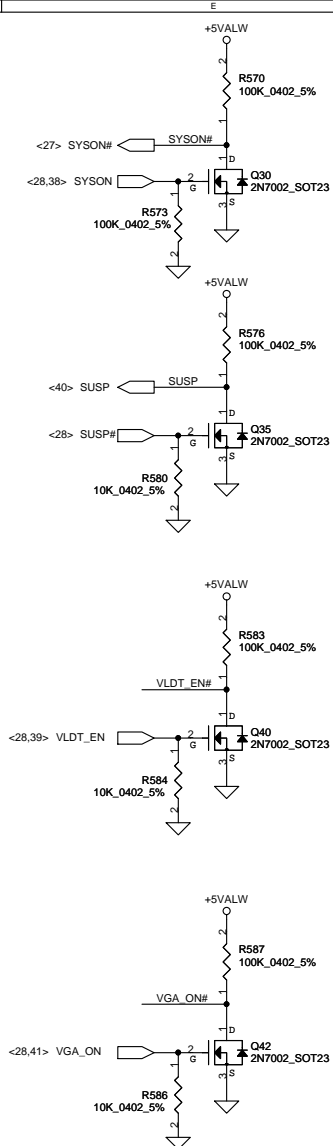 E
+5VALW
2
R570
100K_0402_5%
1
<27> SYSON#
SYSON#
1
D
<28,38> SYSON
2
G
Q30
2N7002_SOT23
1
R573
100K_0402_5%
2
3
S
+5VALW
2
R576
100K_0402_5%
1
<40> SUSP
SUSP
1
D
<28> SUSP#
2
G
Q35
2N7002_SOT23
1
R580
10K_0402_5%
2
3
S
+5VALW
2
R583
100K_0402_5%
1
VLDT_EN#
1
D
<28,39> VLDT_EN
2
G
Q40
2N7002_SOT23
1
R584
10K_0402_5%
2
3
S
+5VALW
2
R587
100K_0402_5%
1
VGA_ON#
1
D
<28,41> VGA_ON
2
G
Q42
2N7002_SOT23
1
R586
10K_0402_5%
2
3
S